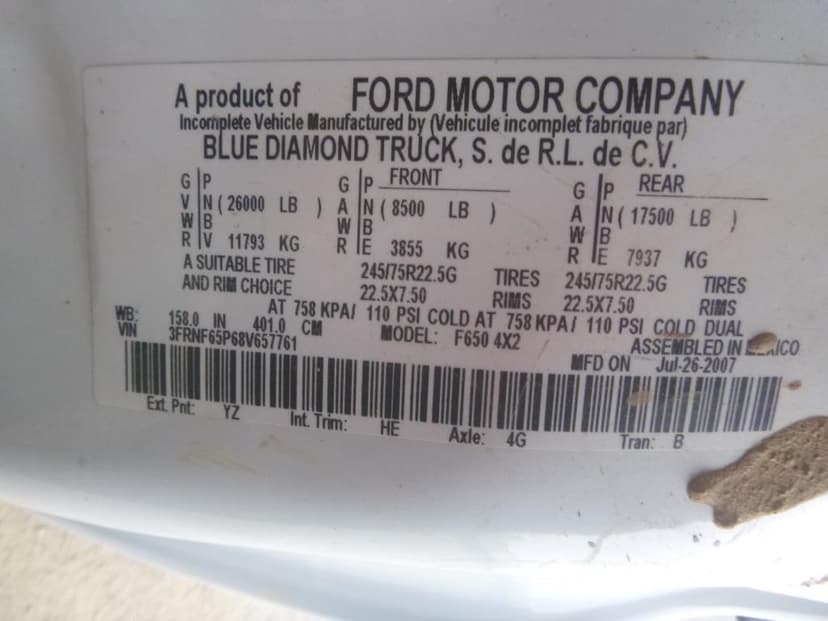 A product of FORD MOTOR COMPANY
Incomplete Vehicle Manufactured by (Vehicule incomplet fabrique par)
BLUE DIAMOND TRUCK, S. de R.L. de C.V.
FRONT REAR
G P G P G P
V N ( 26000 LB ) A N ( 8500 LB ) A N ( 17500 LB )
W B W B W B
R V 11793 KG R E 3855 KG R E 7937 KG
A SUITABLE TIRE 245/75R22.5G TIRES 245/75R22.5G TIRES
AND RIM CHOICE 22.5X7.50 RIMS 22.5X7.50 RIMS
AT 758 KPA/ 110 PSI COLD AT 758 KPA/ 110 PSI COLD DUAL
WB: 158.0 IN 401.0 CM MODEL: F650 4X2 ASSEMBLED IN MEXICO
VIN 3FRNF65P68V657761 MFD ON Jul-26-2007
Ext. Pnt: YZ Int. Trim: HE Axle: 4G Tran: B